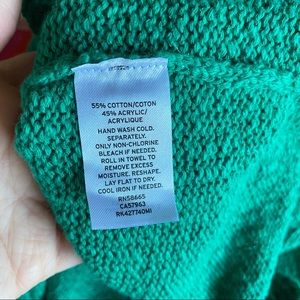 55% COTTON/COTON
45% ACRYLIC/
ACRYLIQUE
HAND WASH COLD.
SEPARATELY.
ONLY NON-CHLORINE
BLEACH IF NEEDED.
ROLL IN TOWEL TO
REMOVE EXCESS
MOISTURE. RESHAPE.
LAY FLAT TO DRY.
COOL IRON IF NEEDED.
RN58665
CA57963
RK427740MI